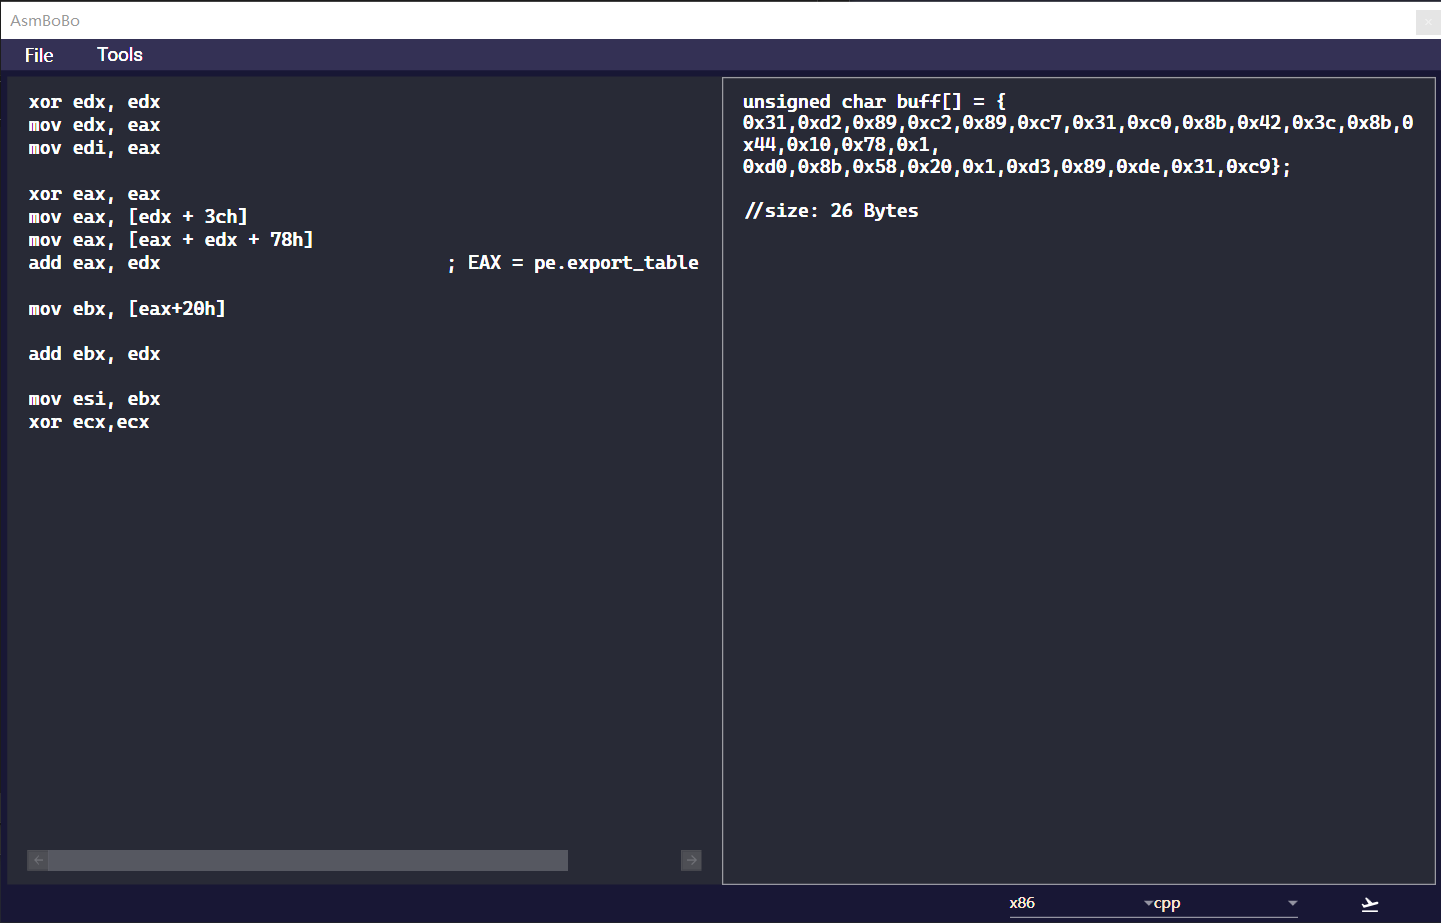 AsmBoBo
File Tools
xor edx, edx
mov edx, eax
mov edi, eax
xor eax, eax
mov eax, [edx + 3ch]
mov eax, [eax + edx + 78h]
add eax, edx ; EAX = pe.export_table
mov ebx, [eax+20h]
add ebx, edx
mov esi, ebx
xor ecx,ecx
unsigned char buff[] = {
0x31,0xd2,0x89,0xc2,0x89,0xc7,0x31,0xc0,0x8b,0x42,0x3c,0x8b,0
x44,0x10,0x78,0x1,
0xd0,0x8b,0x58,0x20,0x1,0xd3,0x89,0xde,0x31,0xc9};
//size: 26 Bytes
x86 cpp